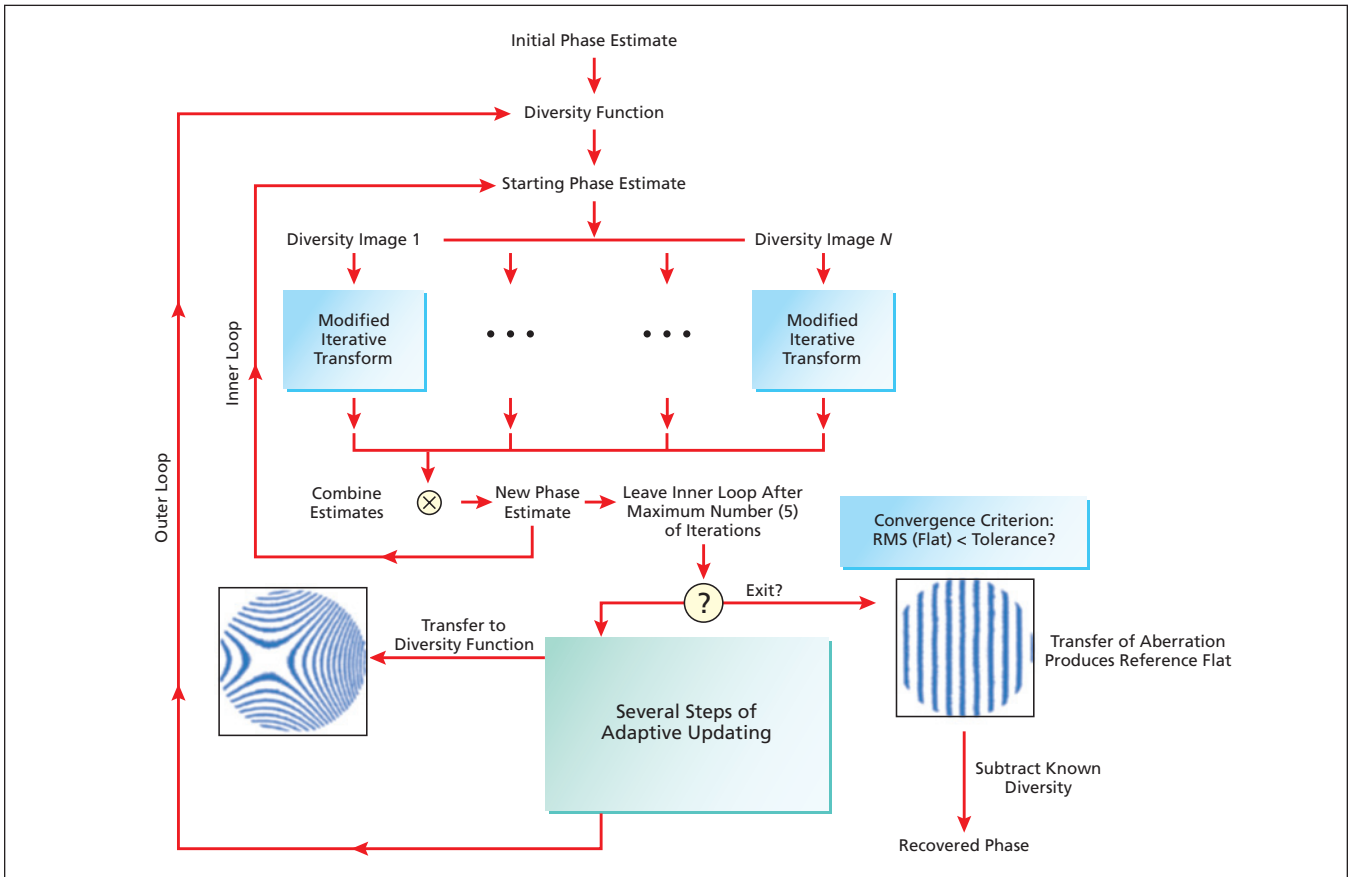 Initial Phase Estimate
Diversity Function
Starting Phase Estimate
Diversity Image 1
Diversity Image N
Modified
Iterative
Transform
• • •
• • •
Modified
Iterative
Transform
Inner Loop
Outer Loop
Combine
Estimates
New Phase
Estimate
Leave Inner Loop After
Maximum Number (5)
of Iterations
Convergence Criterion:
RMS (Flat) < Tolerance?
?
Exit?
Transfer to
Diversity Function
Transfer of Aberration
Produces Reference Flat
Several Steps of
Adaptive Updating
Subtract Known
Diversity
Recovered Phase